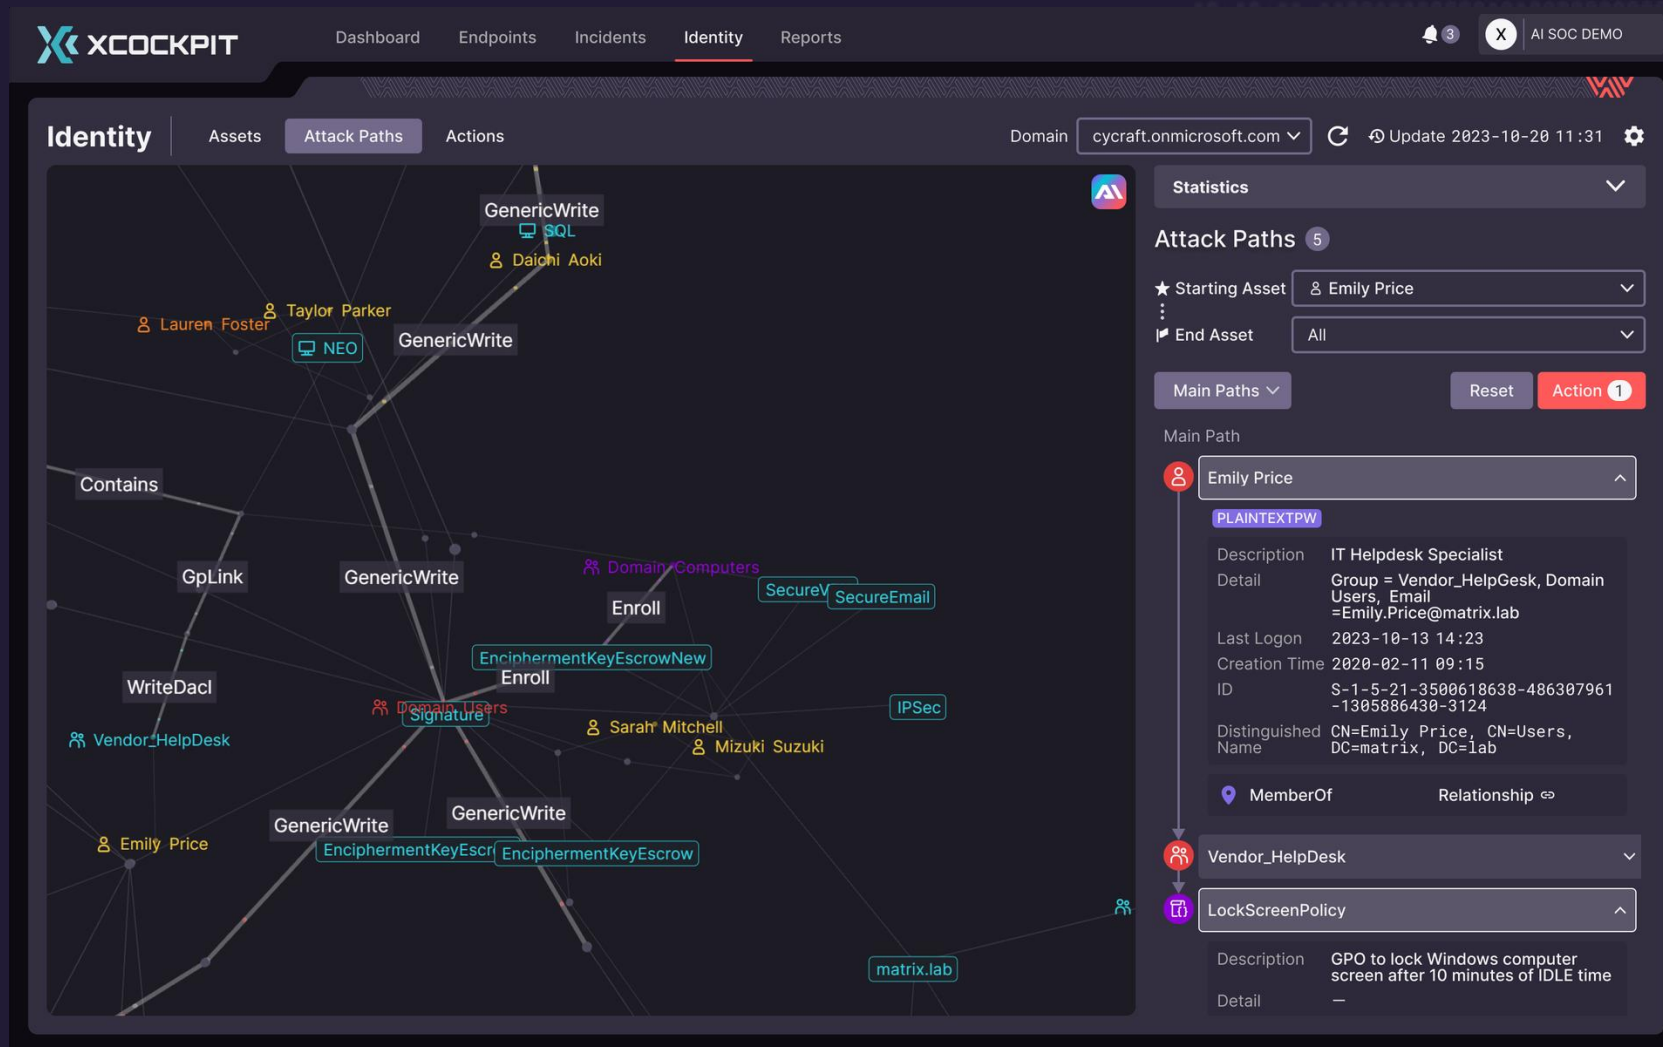 XCOCKPIT
Dashboard Endpoints Incidents Identity Reports
3
X
AI SOC DEMO
Identity
Assets Attack Paths Actions
Domain cycraft.onmicrosoft.com
Update 2023-10-20 11:31
GenericWrite
SQL
Daichi Aoki
Taylor Parker
Lauren Foster
NEO
GenericWrite
Contains
GpLink
GenericWrite
Domain Computers
SecureV
SecureEmail
Enroll
EnciphermentKeyEscrowNew
Enroll
WriteDacl
Domain Users
Signature
IPSec
Sarah Mitchell
Vendor_HelpDesk
Mizuki Suzuki
GenericWrite
GenericWrite
Emily Price
EnciphermentKeyEscr
EnciphermentKeyEscrow
matrix.lab
Statistics
Attack Paths 5
Starting Asset Emily Price
End Asset All
Main Paths
Reset
Action 1
Main Path
Emily Price
PLAINTEXTPW
Description IT Helpdesk Specialist
Detail Group = Vendor_HelpGesk, Domain
Users, Email
=Emily.Price@matrix.lab
Last Logon 2023-10-13 14:23
Creation Time 2020-02-11 09:15
ID S-1-5-21-3500618638-486307961
-1305886430-3124
Distinguished CN=Emily Price, CN=Users,
Name DC=matrix, DC=lab
MemberOf Relationship
Vendor_HelpDesk
LockScreenPolicy
Description GPO to lock Windows computer
screen after 10 minutes of IDLE time
Detail —